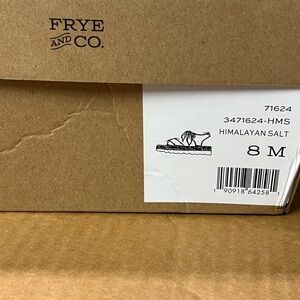 FRYE
AND CO.
71624
3471624-HMS
HIMALAYAN SALT
8 M
1 90918 64258 1